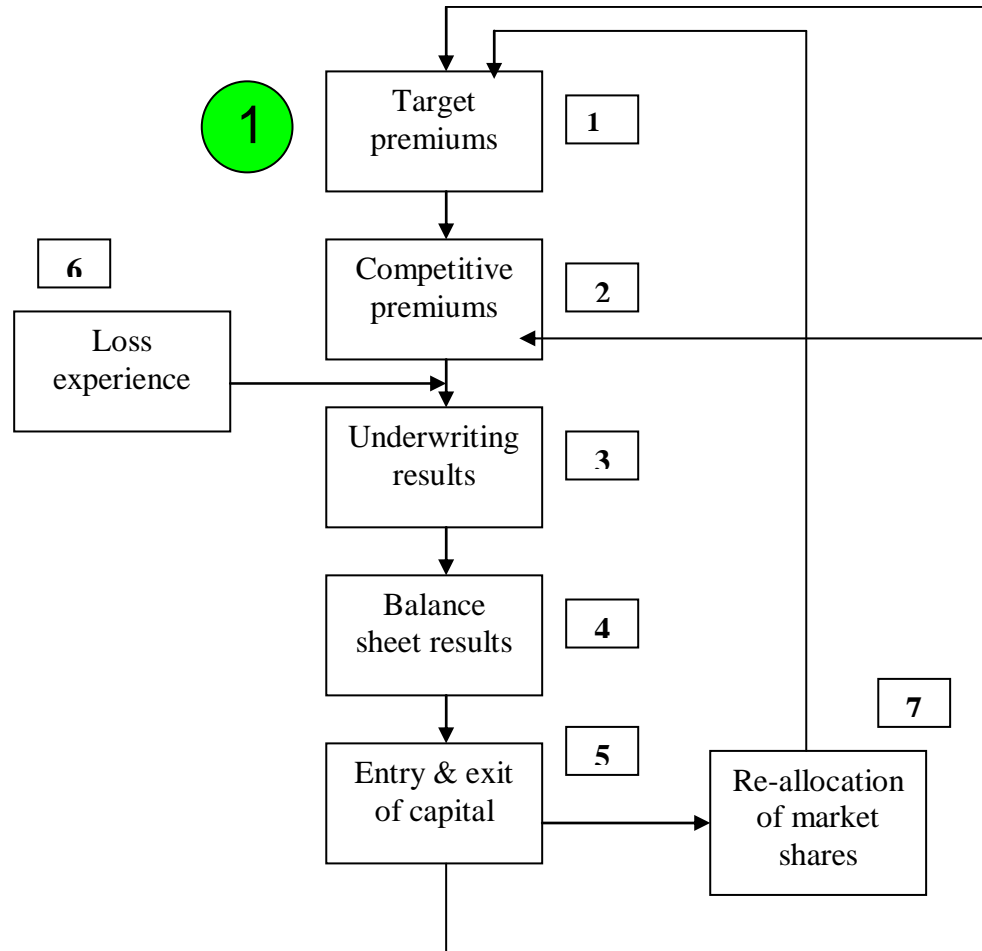 1
Target
premiums
1
Competitive
premiums
2
6
Loss
experience
Underwriting
results
3
Balance
sheet results
4
7
5
Entry & exit
of capital
Re-allocation
of market
shares